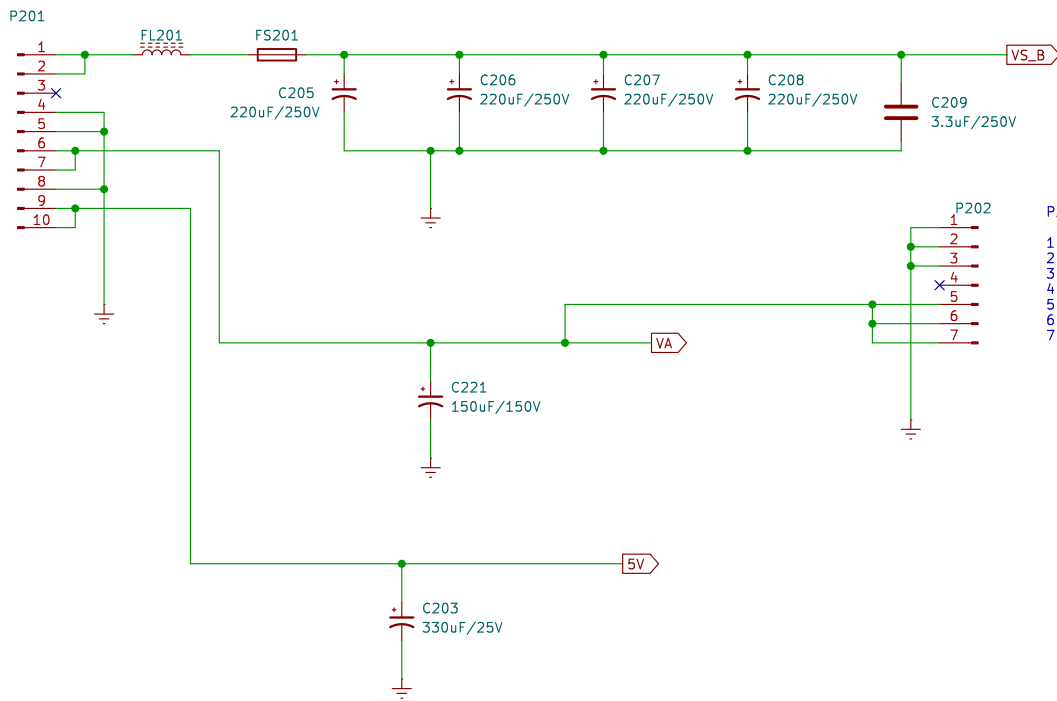 P201
1
2
3
4
5
6
7
8
9
10
FL201
FS201
C205
220uF/250V
C206
220uF/250V
C207
220uF/250V
C208
220uF/250V
C209
3.3uF/250V
VS_B
P202
1
2
3
4
5
6
7
P
1
2
3
4
5
6
7
VA
C221
150uF/150V
5V
C203
330uF/25V